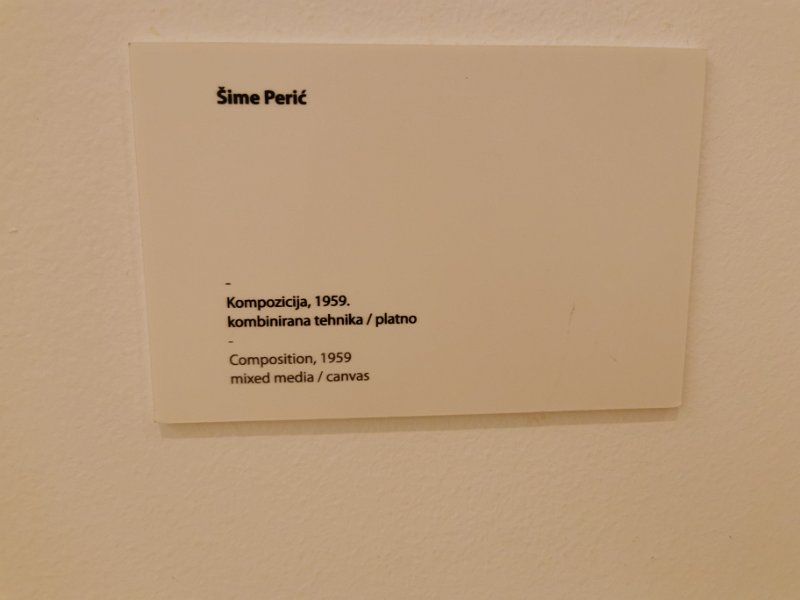 Šime Perić
-
Kompozicija, 1959.
kombinirana tehnika / platno
-
Composition, 1959
mixed media / canvas